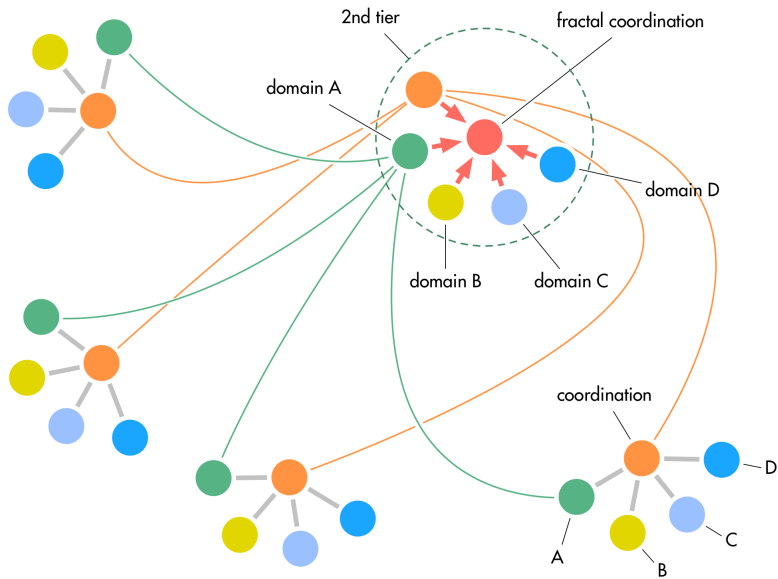 2nd tier
fractal coordination
domain A
domain D
domain B
domain C
coordination
D
C
A
B